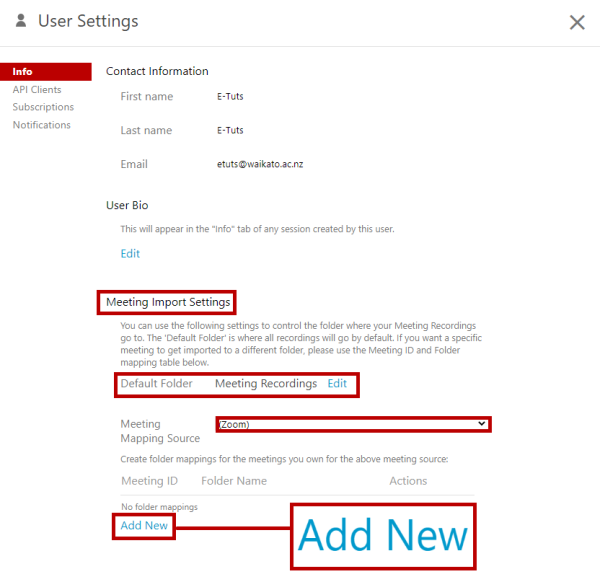 User Settings
Info
API Clients
Subscriptions
Notifications
Contact Information
First name E-Tuts
Last name E-Tuts
Email etuts@waikato.ac.nz
User Bio
This will appear in the "Info" tab of any session created by this user.
Edit
Meeting Import Settings
You can use the following settings to control the folder where your Meeting Recordings
go to. The 'Default Folder' is where all recordings will go by default. If you want a specific
meeting to get imported to a different folder, please use the Meeting ID and Folder
mapping table below.
Default Folder Meeting Recordings Edit
Meeting
Mapping Source
(Zoom)
Create folder mappings for the meetings you own for the above meeting source:
Meeting ID Folder Name Actions
No folder mappings
Add New
Add New